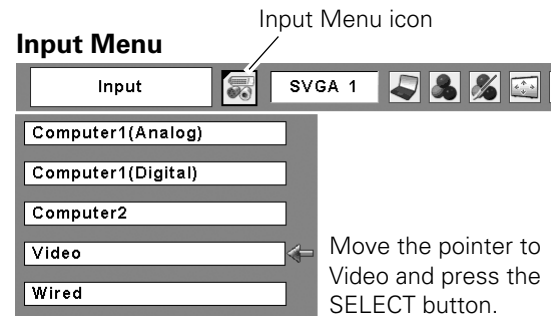 Input Menu icon
Input Menu
Input
SVGA 1
Computer1(Analog)
Computer1(Digital)
Computer2
Video
Wired
Move the pointer to
Video and press the
SELECT button.